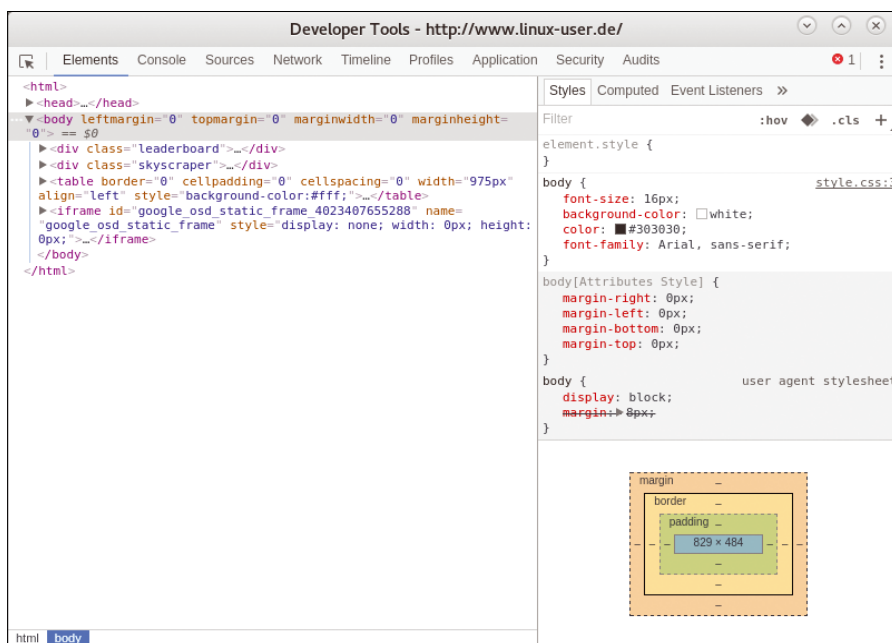 Developer Tools - http://www.linux-user.de/
Elements Console Sources Network Timeline Profiles Application Security Audits 1
<html>
▶<head>…</head>
…▼<body leftmargin="0" topmargin="0" marginwidth="0" marginheight=
"0"> == $0
▶<div class="leaderboard">…</div>
▶<div class="skyscraper">…</div>
▶<table border="0" cellpadding="0" cellspacing="0" width="975px"
align="left" style="background-color:#fff;">…</table>
▶<iframe id="google_osd_static_frame_4023407655288" name=
"google_osd_static_frame" style="display: none; width: 0px; height:
0px;">…</iframe>
</body>
</html>
html body
Styles Computed Event Listeners »
Filter :hov .cls +
element.style {
}
body { style.css:3
font-size: 16px;
background-color: white;
color: #303030;
font-family: Arial, sans-serif;
}
body[Attributes Style] {
margin-right: 0px;
margin-left: 0px;
margin-bottom: 0px;
margin-top: 0px;
}
body { user agent stylesheet
display: block;
margin:▶8px;
}
margin –
border –
padding –
– – – 829 × 484 – – –
–
–
–